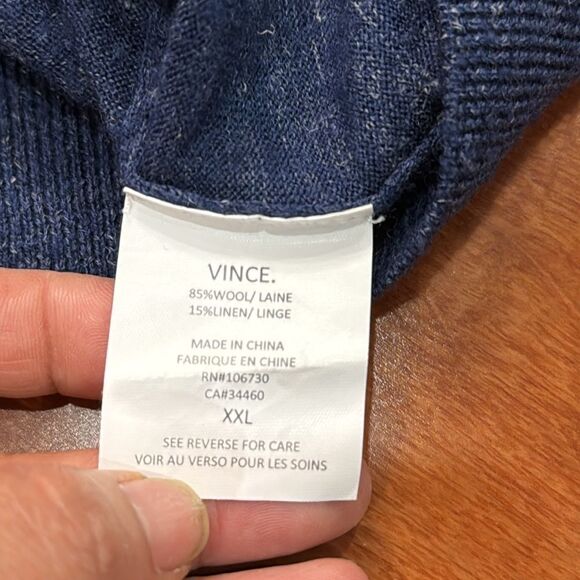 VINCE.
85%WOOL/ LAINE
15%LINEN/ LINGE
MADE IN CHINA
FABRIQUE EN CHINE
RN#106730
CA#34460
XXL
SEE REVERSE FOR CARE
VOIR AU VERSO POUR LES SOINS